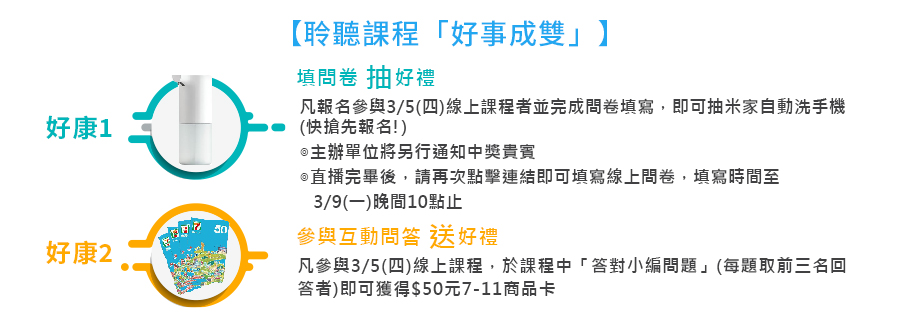 【聆聽課程「好事成雙」】
好康1
填問卷 抽好禮
凡報名參與3/5(四)線上課程者並完成問卷填寫，即可抽米家自動洗手機
(快搶先報名!)
◎主辦單位將另行通知中獎貴賓
◎直播完畢後，請再次點擊連結即可填寫線上問卷，填寫時間至
3/9(一)晚間10點止
好康2
參與互動問答 送好禮
凡參與3/5(四)線上課程，於課程中「答對小編問題」(每題取前三名回
答者)即可獲得$50元7-11商品卡